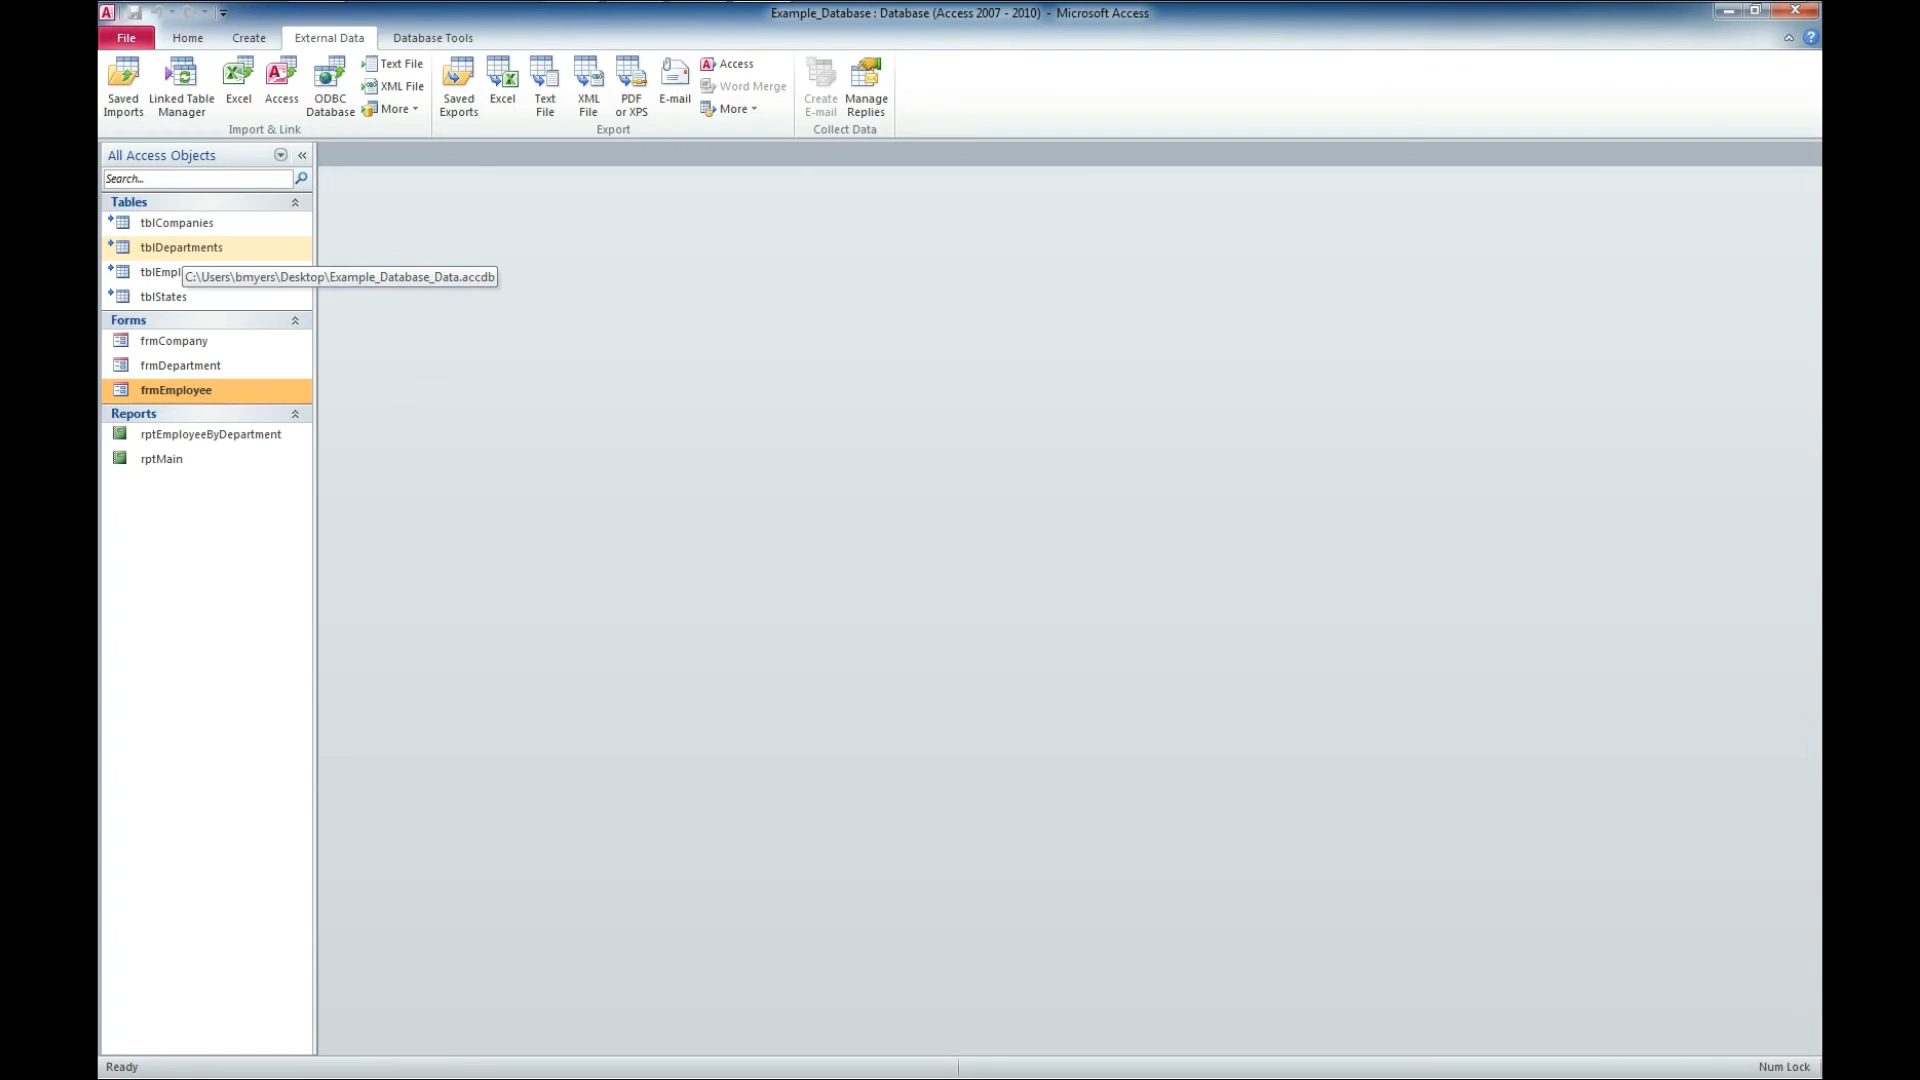 Example_Database : Database (Access 2007 - 2010) - Microsoft Access
File Home Create External Data Database Tools
Saved Imports
Linked Table Manager
Excel
Access
ODBC Database
Text File
XML File
More
Import & Link
Saved Exports
Excel
Text File
XML File
PDF or XPS
E-mail
Access
Word Merge
More
Export
Create E-mail
Manage Replies
Collect Data
All Access Objects
Search...
Tables
tblCompanies
tblDepartments
tblEmpl
C:\Users\bmyers\Desktop\Example_Database_Data.accdb
tblStates
Forms
frmCompany
frmDepartment
frmEmployee
Reports
rptEmployeeByDepartment
rptMain
Ready
Num Lock